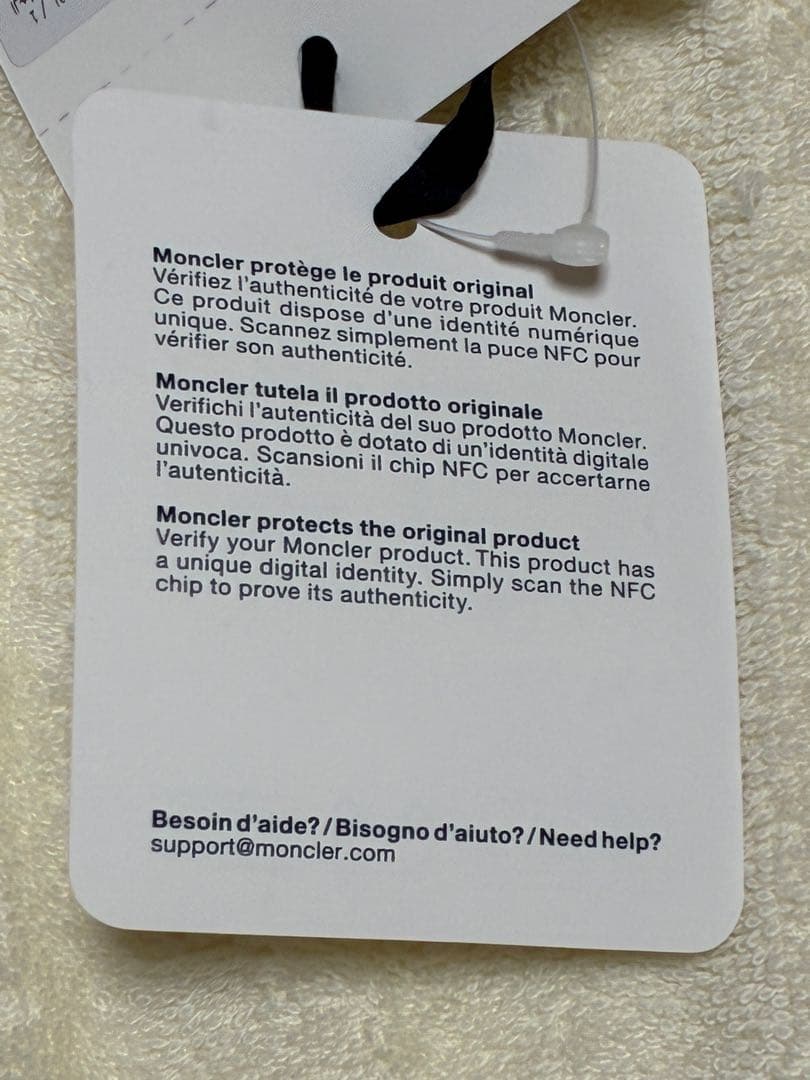 Moncler protège le produit original
Vérifiez l'authenticité de votre produit Moncler.
Ce produit dispose d'une identité numérique
unique. Scannez simplement la puce NFC pour
vérifier son authenticité.
Moncler tutela il prodotto originale
Verifichi l'autenticità del suo prodotto Moncler.
Questo prodotto è dotato di un'identità digitale
univoca. Scansioni il chip NFC per accertarne
l'autenticità.
Moncler protects the original product
Verify your Moncler product. This product has
a unique digital identity. Simply scan the NFC
chip to prove its authenticity.
Besoin d'aide?/Bisogno d'aiuto?/Need help?
support@moncler.com